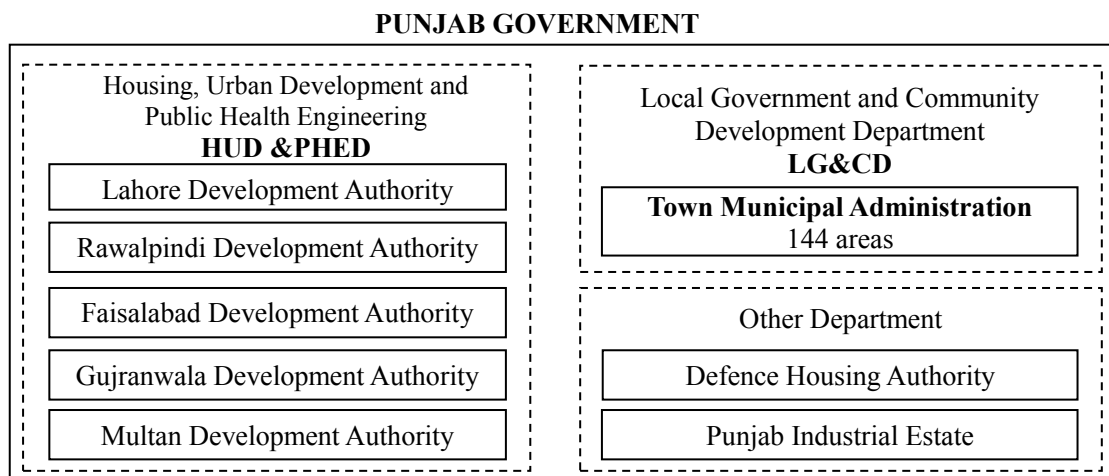 PUNJAB GOVERNMENT
Housing, Urban Development and
Public Health Engineering
HUD &PHED
Lahore Development Authority
Rawalpindi Development Authority
Faisalabad Development Authority
Gujranwala Development Authority
Multan Development Authority
Local Government and Community
Development Department
LG&CD
Town Municipal Administration
144 areas
Other Department
Defence Housing Authority
Punjab Industrial Estate